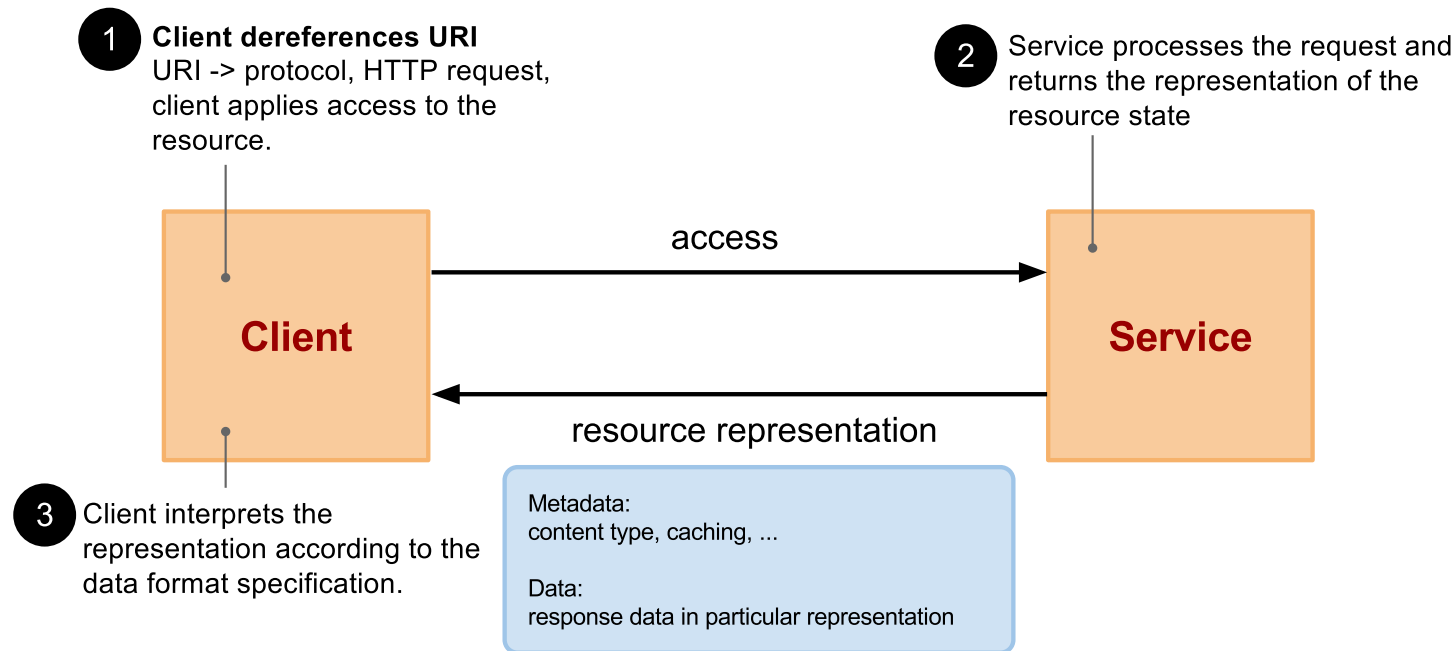 1
Client dereferences URI
URI -> protocol, HTTP request,
client applies access to the
resource.
2
Service processes the request and
returns the representation of the
resource state
access
Client
Service
resource representation
3
Client interprets the
representation according to the
data format specification.
Metadata:
content type, caching, ...
Data:
response data in particular representation